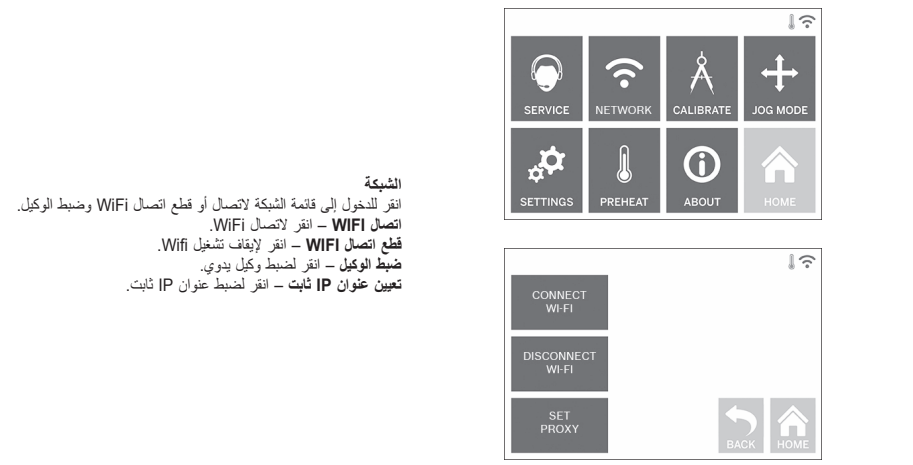 الشبكة
انقر للدخول إلى قائمة الشبكة لاتصال أو قطع اتصال WiFi وضبط الوكيل.
اتصال WIFI – انقر لاتصال WiFi.
قطع اتصال WIFI – انقر لإيقاف تشغيل Wifi.
ضبط الوكيل – انقر لضبط وكيل يدوي.
تعيين عنوان IP ثابت – انقر لضبط عنوان IP ثابت.
SERVICE NETWORK CALIBRATE JOG MODE
SETTINGS PREHEAT ABOUT HOME
CONNECT
WI-FI
DISCONNECT
WI-FI
SET
PROXY
BACK HOME